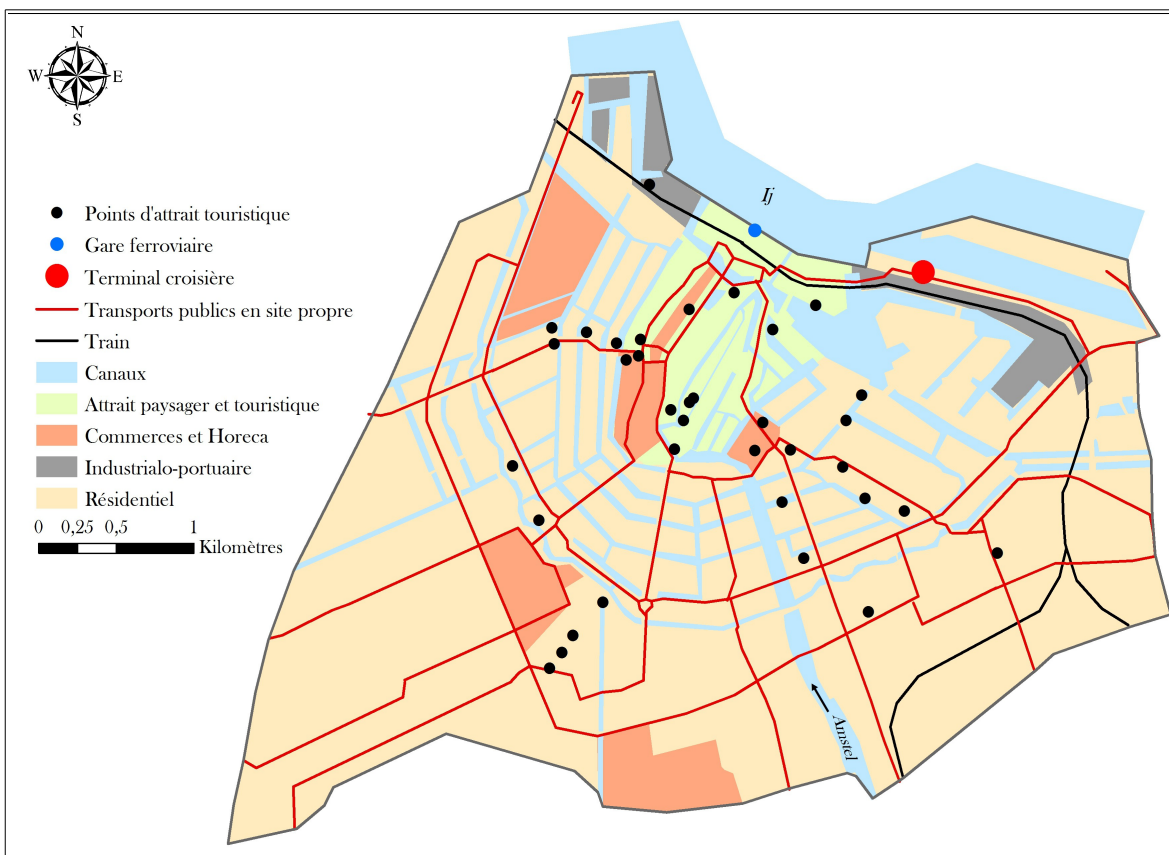 N
W E
S
Points d'attrait touristique
Gare ferroviaire
Terminal croisière
Transports publics en site propre
Train
Canaux
Attrait paysager et touristique
Commerces et Horeca
Industrialo-portuaire
Résidentiel
0 0,25 0,5 1
Kilomètres
Ij
Amstel